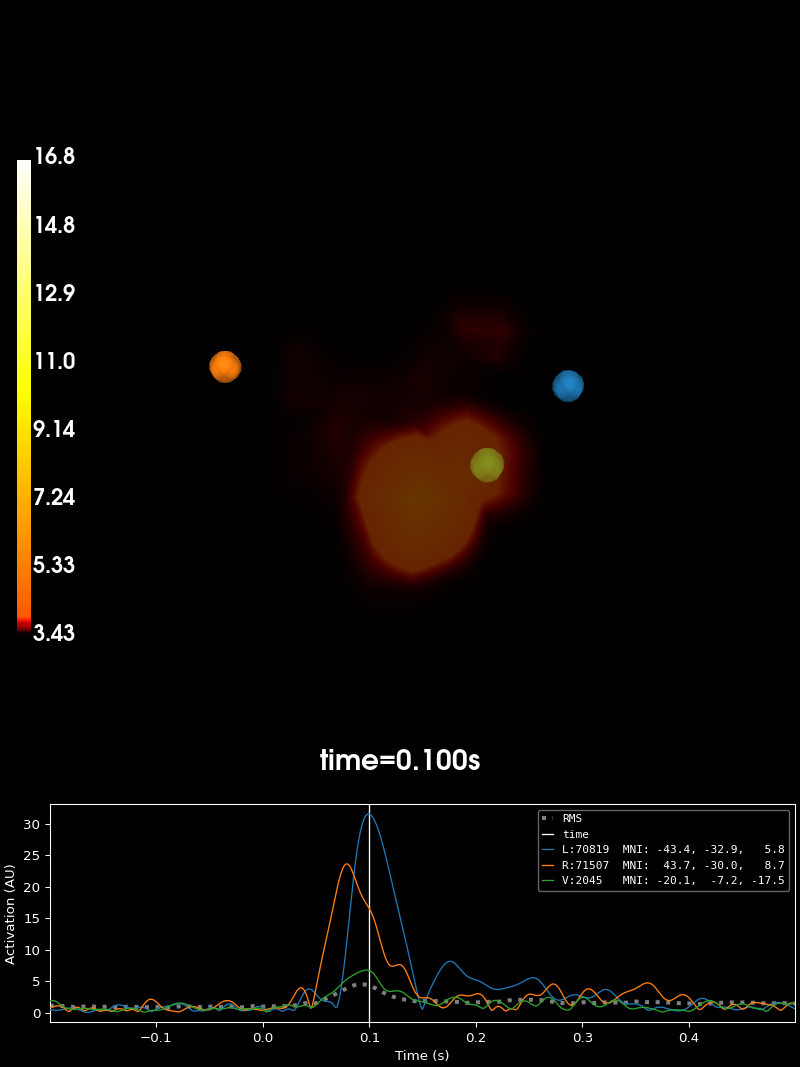 16.8
14.8
12.9
11.0
9.14
7.24
5.33
3.43
time=0.100s
Activation (AU)
30
25
20
15
10
5
0
RMS
time
L:70819 MNI: -43.4, -32.9, 5.8
R:71507 MNI: 43.7, -30.0, 8.7
V:2045 MNI: -20.1, -7.2, -17.5
−0.1
0.0
0.1
0.2
0.3
0.4
Time (s)